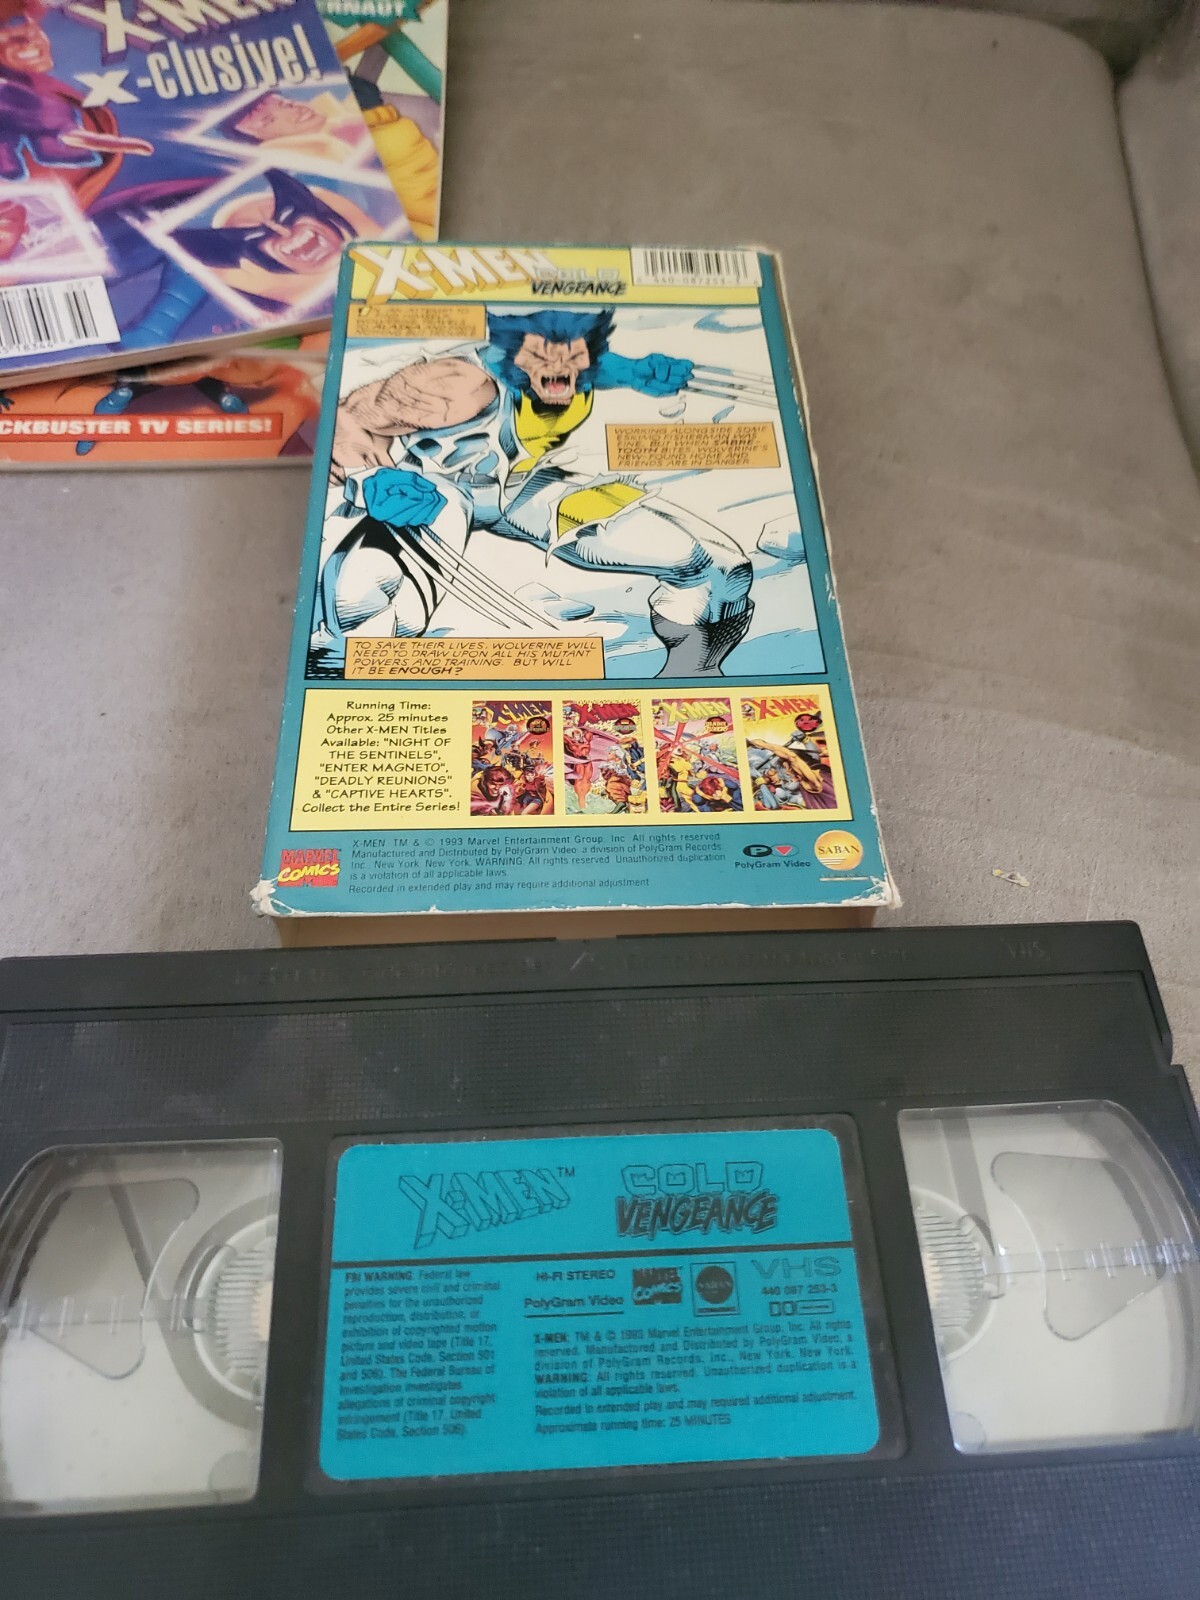 X-MEN
x-clusive!
ERNAUT
CKBUSTER TV SERIES!
X-MEN
COLD
VENGEANCE
WORKING ALONGSIDE SOME
ESKIMO FISHERMAN WAS
FINE, BUT WHEN SABRE-
TOOTH BITES, WOLVERINE'S
NEW-FOUND HOME AND
FRIENDS ARE IN DANGER.
TO SAVE THEIR LIVES, WOLVERINE WILL
NEED TO DRAW UPON ALL HIS MUTANT
POWERS AND TRAINING. BUT WILL
IT BE ENOUGH?
Running Time:
Approx. 25 minutes
Other X-MEN Titles
Available: "NIGHT OF
THE SENTINELS",
"ENTER MAGNETO",
"DEADLY REUNIONS"
& "CAPTIVE HEARTS".
Collect the Entire Series!
X-MEN
X-MEN
X-MEN
X-MEN
MARVEL
COMICS
X-MEN TM & © 1993 Marvel Entertainment Group, Inc. All rights reserved.
Manufactured and Distributed by PolyGram Video, a division of PolyGram Records
Inc., New York, New York. WARNING: All rights reserved. Unauthorized duplication
is a violation of all applicable laws.
Recorded in extended play and may require additional adjustment
PolyGram Video
SABAN
VHS
X-MEN™
COLD
VENGEANCE
FBI WARNING: Federal law
provides severe civil and criminal
penalties for the unauthorized
reproduction, distribution, or
exhibition of copyrighted motion
picture and video tape (Title 17,
United States Code, Section 501
and 506). The Federal Bureau of
Investigation investigates
allegations of criminal copyright
infringement (Title 17, United
States Code, Section 506).
HI-FI STEREO
PolyGram Video
MARVEL
COMICS
SABAN
VHS
440 087 253-3
X-MEN: TM & © 1993 Marvel Entertainment Group, Inc. All rights
reserved. Manufactured and Distributed by PolyGram Video, a
division of PolyGram Records, Inc., New York, New York.
WARNING: All rights reserved. Unauthorized duplication is a
violation of all applicable laws.
Recorded in extended play and may required additional adjustment.
Approximate running time: 25 MINUTES